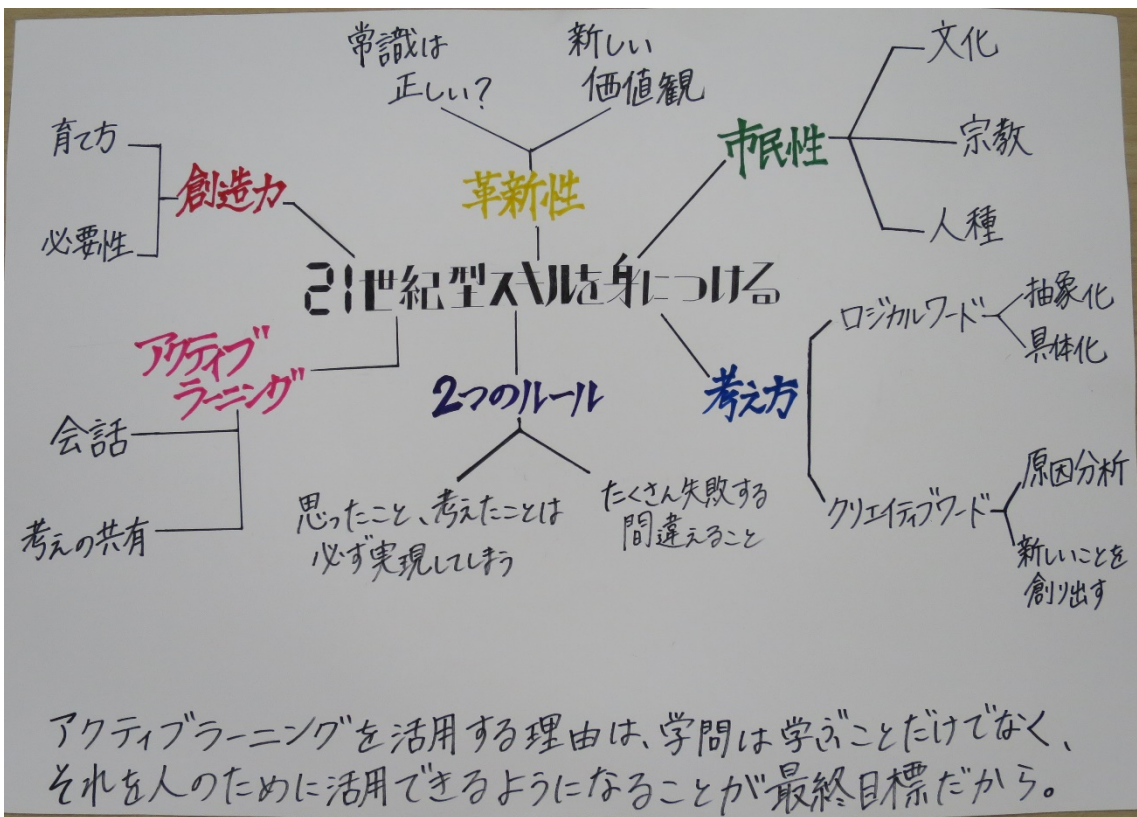 常識は
正しい?
新しい
価値観
文化
宗教
人種
市民性
育て方
必要性
創造力
革新性
21世紀型スキルを身につける
アクティブ
ラーニング
会話
考えの共有
2つのルール
思ったこと、考えたことは
必ず実現してしまう
たくさん失敗する
間違えること
考え方
ロジカルワード
抽象化
具体化
クリエイティブワード
原因分析
新しいことを
創り出す
アクティブラーニングを活用する理由は、学問は学ぶことだけでなく、
それを人のために活用できるようになることが最終目標だから。